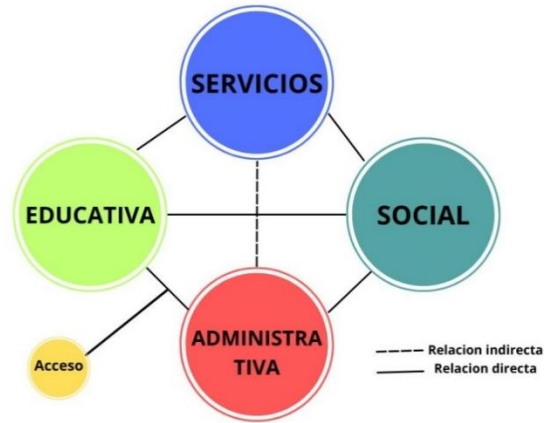 SERVICIOS
EDUCATIVA
SOCIAL
ADMINISTRA
TIVA
Acceso
Relacion indirecta
Relacion directa